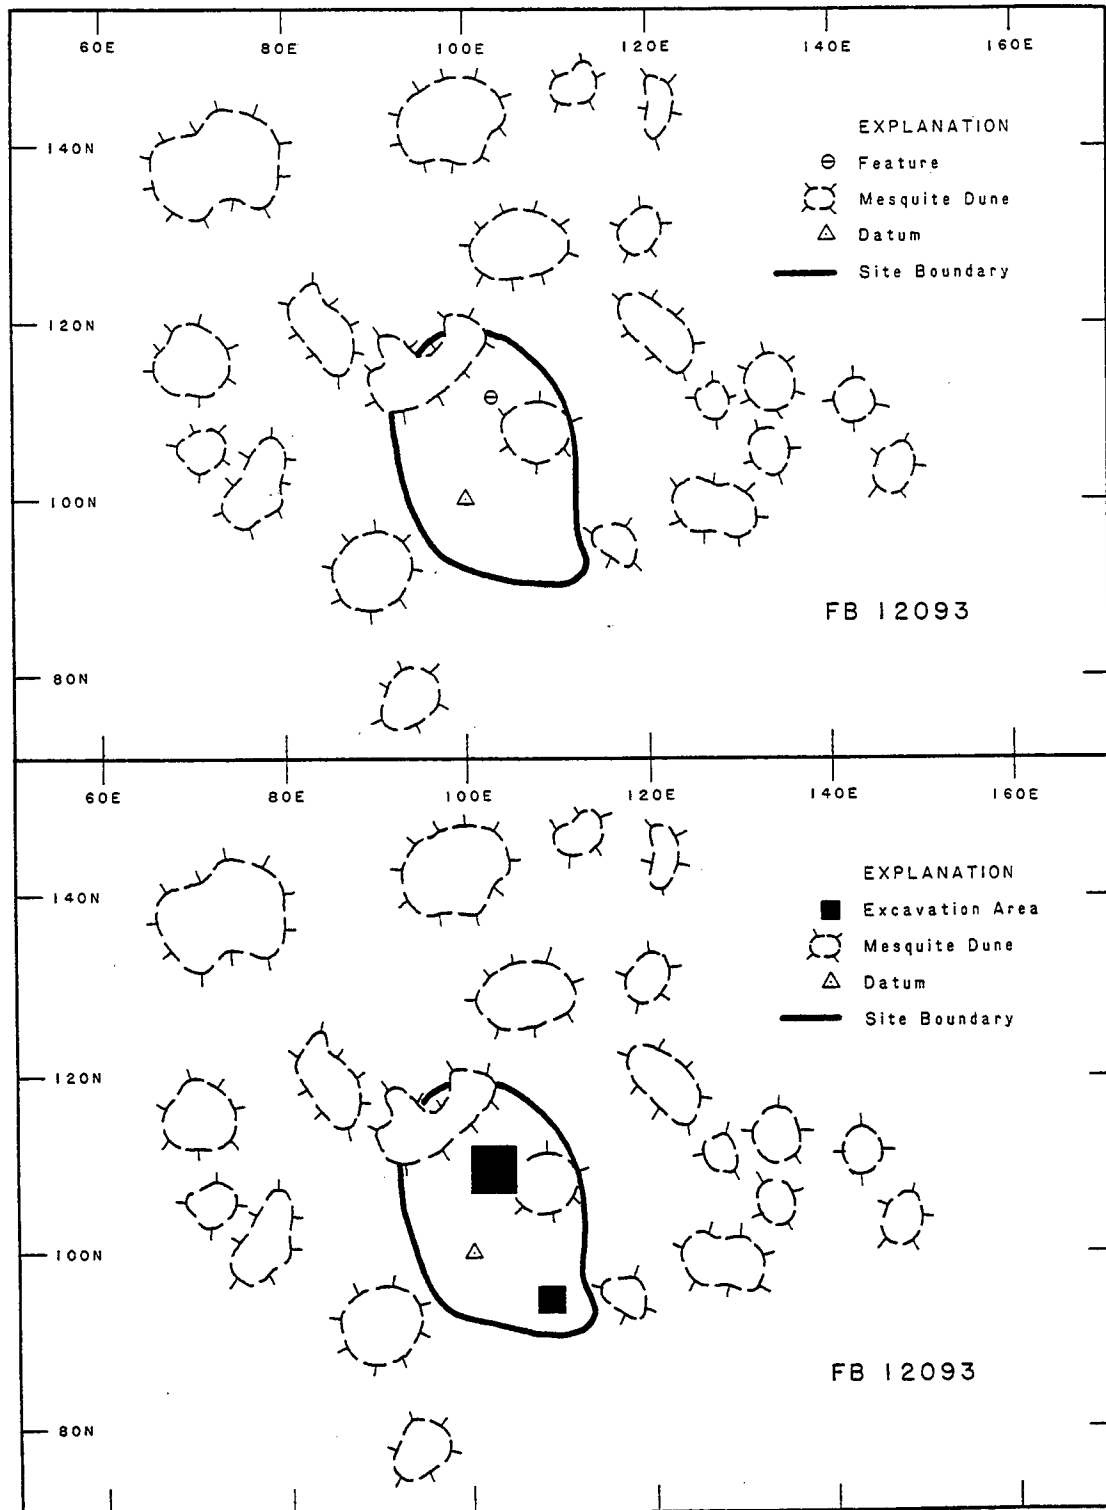 60E 80E 100E 120E 140E 160E
EXPLANATION
140N
Feature
Mesquite Dune
Datum
Site Boundary
120N
100N
FB 12093
80N
60E 80E 100E 120E 140E 160E
EXPLANATION
140N
Excavation Area
Mesquite Dune
Datum
Site Boundary
120N
100N
FB 12093
80N